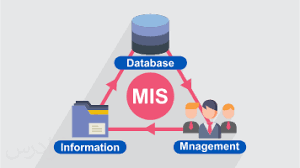 Database
MIS
Information
Mnagement